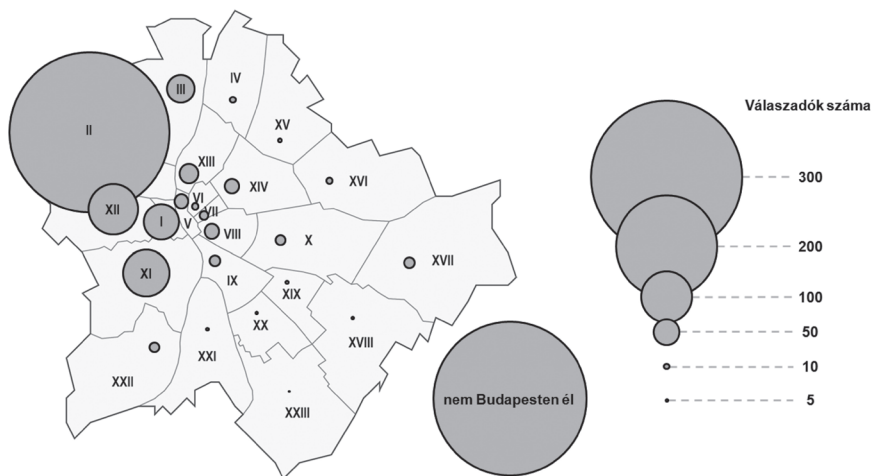 IV
III
XV
II
XIII
XIV
XVI
VI
XII
VII
I
V
VIII
X
XVII
XI
IX
XIX
XX
XVIII
XXI
XXII
XXIII
nem Budapesten él
Válaszadók száma
300
200
100
50
10
5